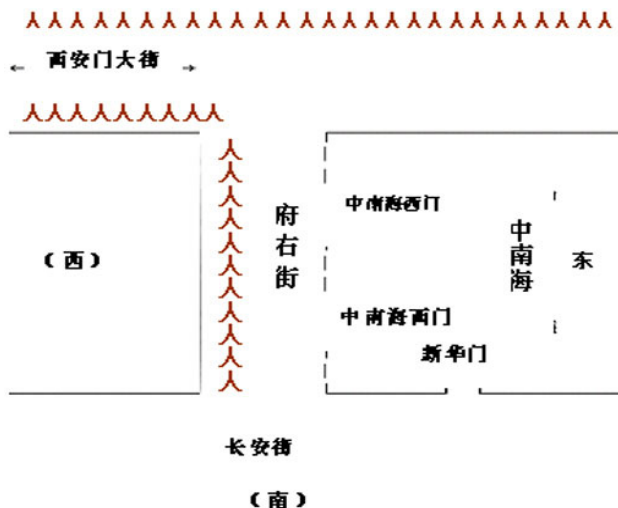 西安门大街
中南海西门
府右街
中南海
（西）
东
中南海西门
新华门
长安街
（南）